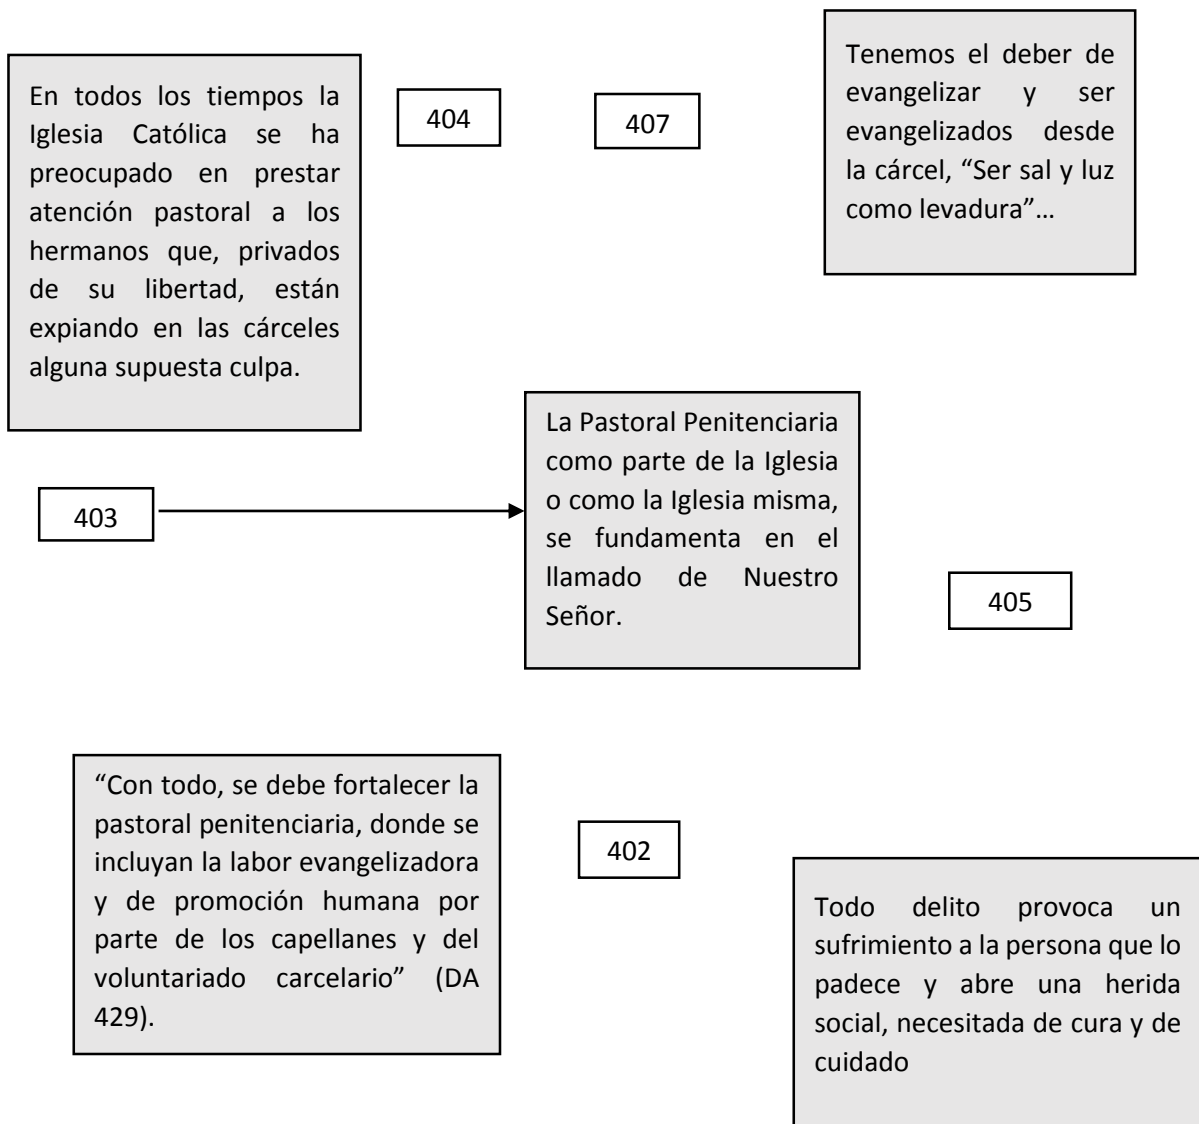 En todos los tiempos la
Iglesia Católica se ha
preocupado en prestar
atención pastoral a los
hermanos que, privados
de su libertad, están
expiando en las cárceles
alguna supuesta culpa.
404
407
Tenemos el deber de
evangelizar y ser
evangelizados desde
la cárcel, “Ser sal y luz
como levadura”…
403
La Pastoral Penitenciaria
como parte de la Iglesia
o como la Iglesia misma,
se fundamenta en el
llamado de Nuestro
Señor.
405
“Con todo, se debe fortalecer la
pastoral penitenciaria, donde se
incluyan la labor evangelizadora
y de promoción humana por
parte de los capellanes y del
voluntariado carcelario” (DA
429).
402
Todo delito provoca un
sufrimiento a la persona que lo
padece y abre una herida
social, necesitada de cura y de
cuidado